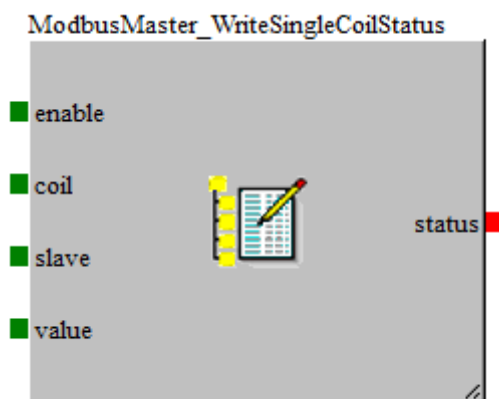 ModbusMaster_WriteSingleCoilStatus
enable
coil
status
slave
value